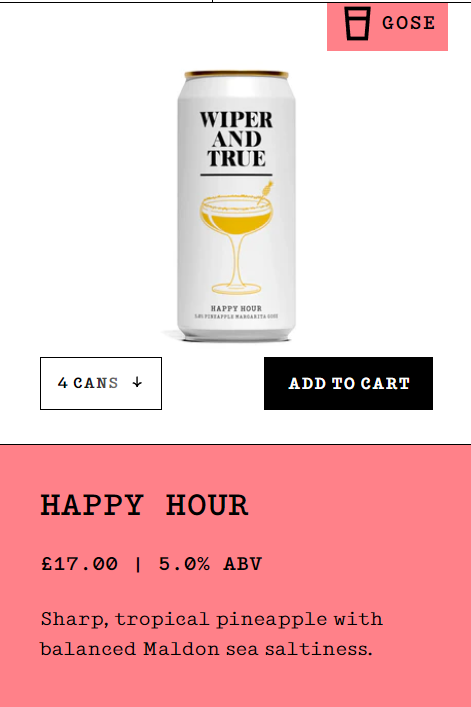 GOSE
WIPER
AND
TRUE
HAPPY HOUR
5.0% PINEAPPLE MARGARITA GOSE
4 CANS ↓
ADD TO CART
HAPPY HOUR
£17.00 | 5.0% ABV
Sharp, tropical pineapple with
balanced Maldon sea saltiness.